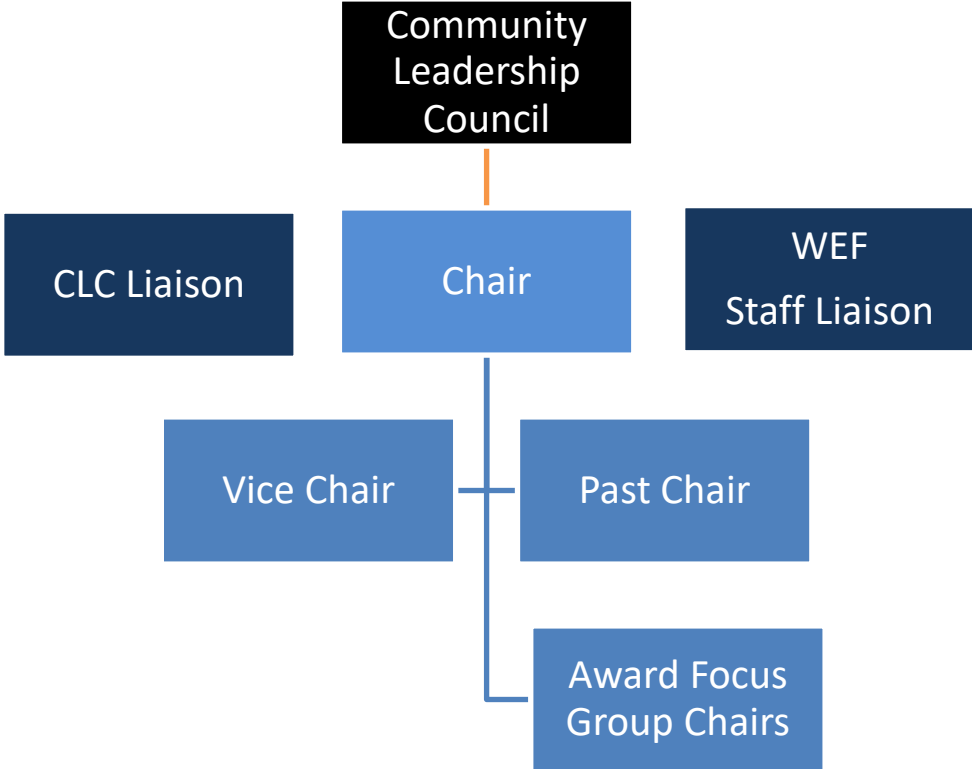 Community
Leadership
Council
CLC Liaison
Chair
WEF
Staff Liaison
Vice Chair
Past Chair
Award Focus
Group Chairs